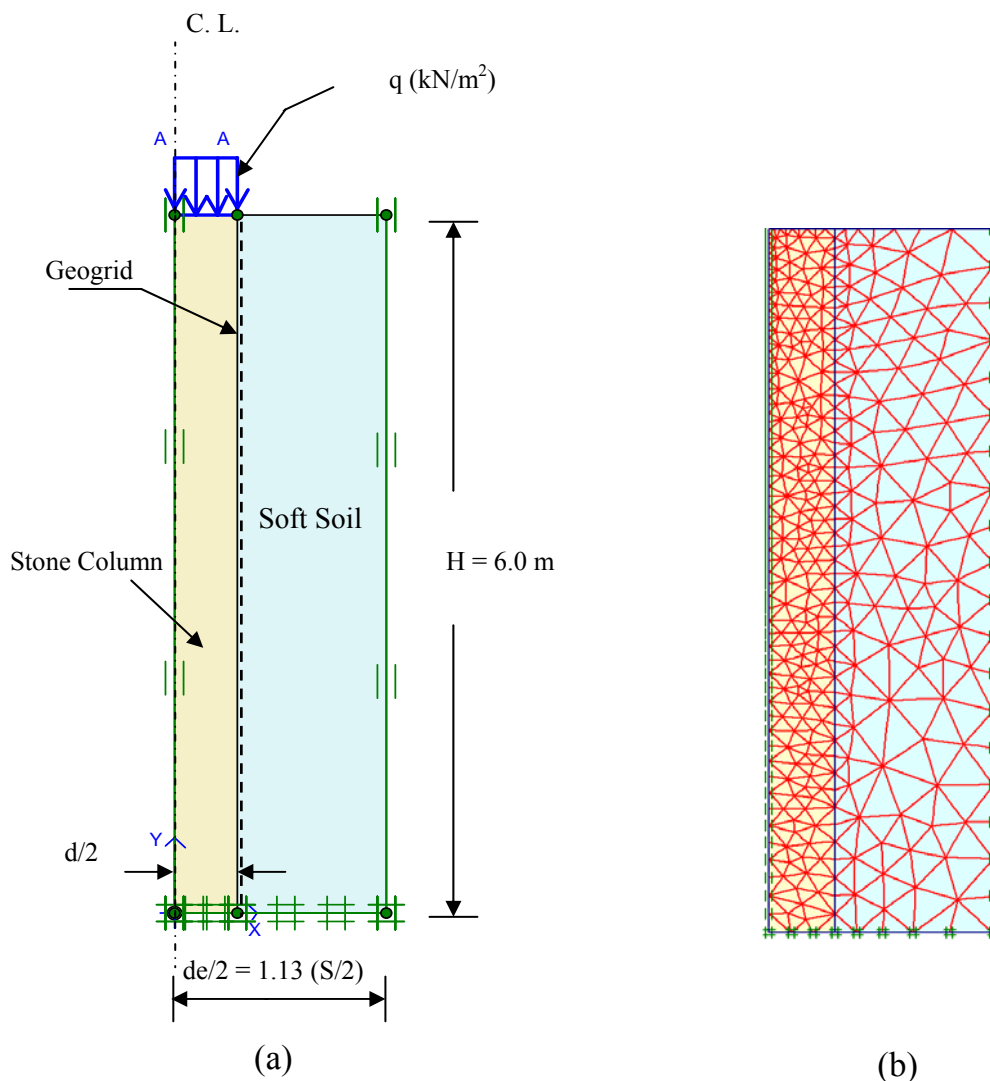 C. L.
q (kN/m²)
A A
Geogrid
Soft Soil
Stone Column
H = 6.0 m
Y
d/2
X
de/2 = 1.13 (S/2)
(a)
(b)